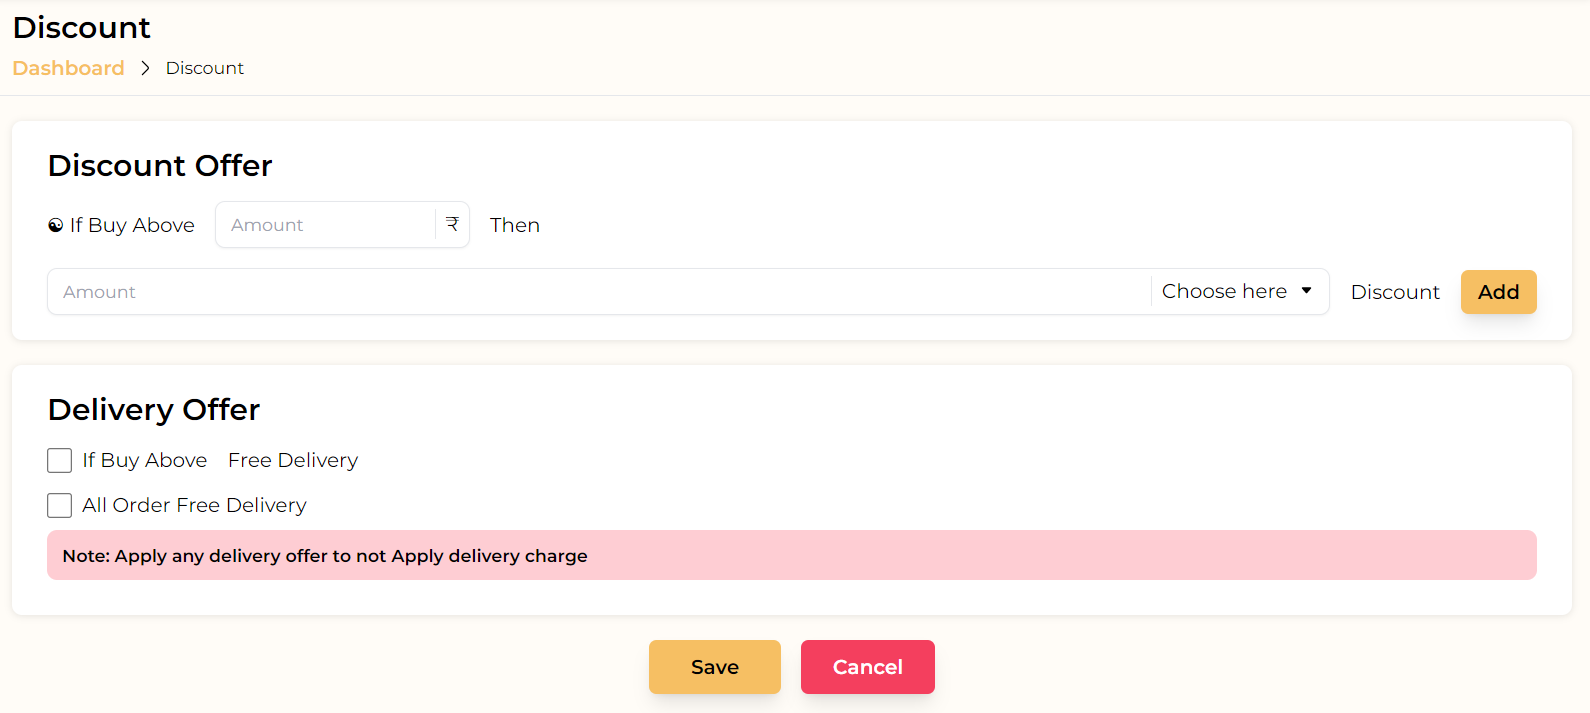 Discount
Dashboard > Discount
Discount Offer
☯ If Buy Above Amount ₹ Then
Amount Choose here Discount Add
Delivery Offer
If Buy Above Free Delivery
All Order Free Delivery
Note: Apply any delivery offer to not Apply delivery charge
Save Cancel